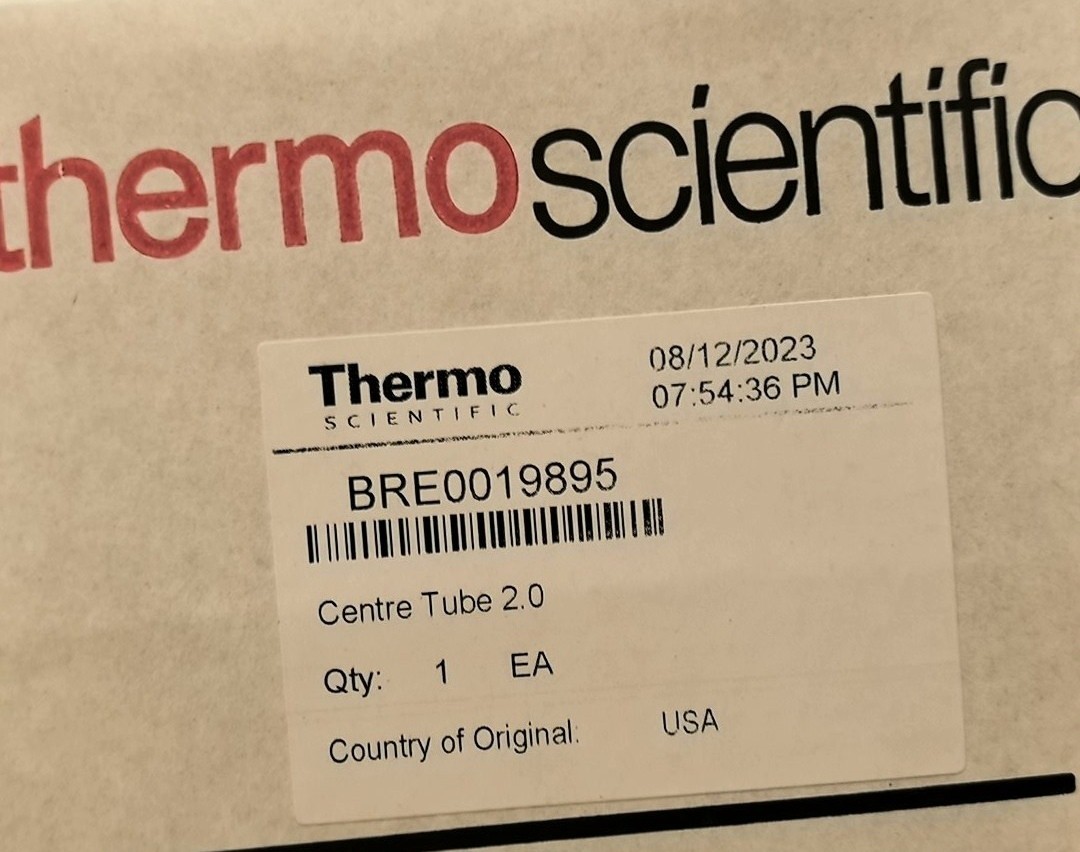 thermoscientific
Thermo
SCIENTIFIC
08/12/2023
07:54:36 PM
BRE0019895
Centre Tube 2.0
Qty: 1 EA
Country of Original: USA